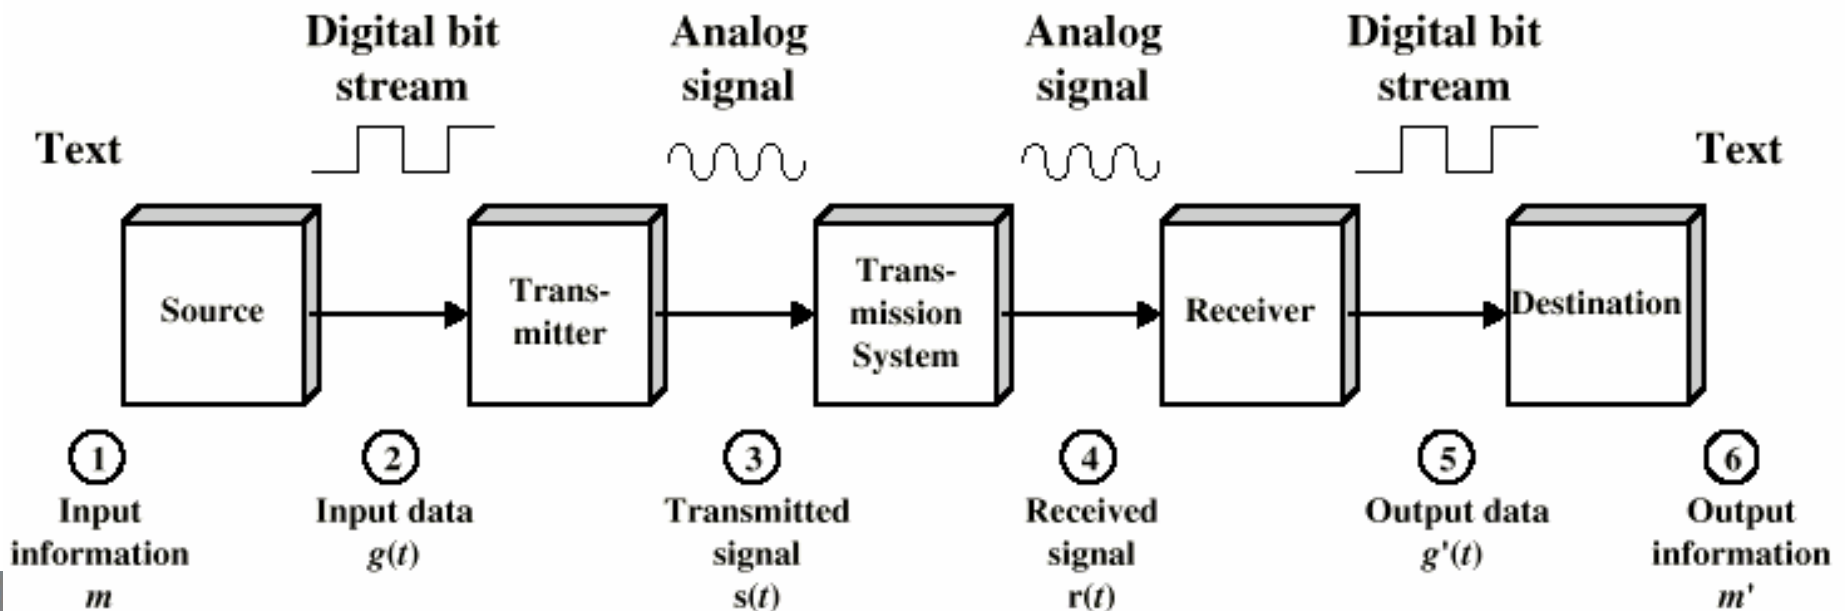 Text
Digital bit
stream
Analog
signal
Analog
signal
Digital bit
stream
Text
Source
Trans-
mitter
Trans-
mission
System
Receiver
Destination
1
Input
information
m
2
Input data
g(t)
3
Transmitted
signal
s(t)
4
Received
signal
r(t)
5
Output data
g'(t)
6
Output
information
m'